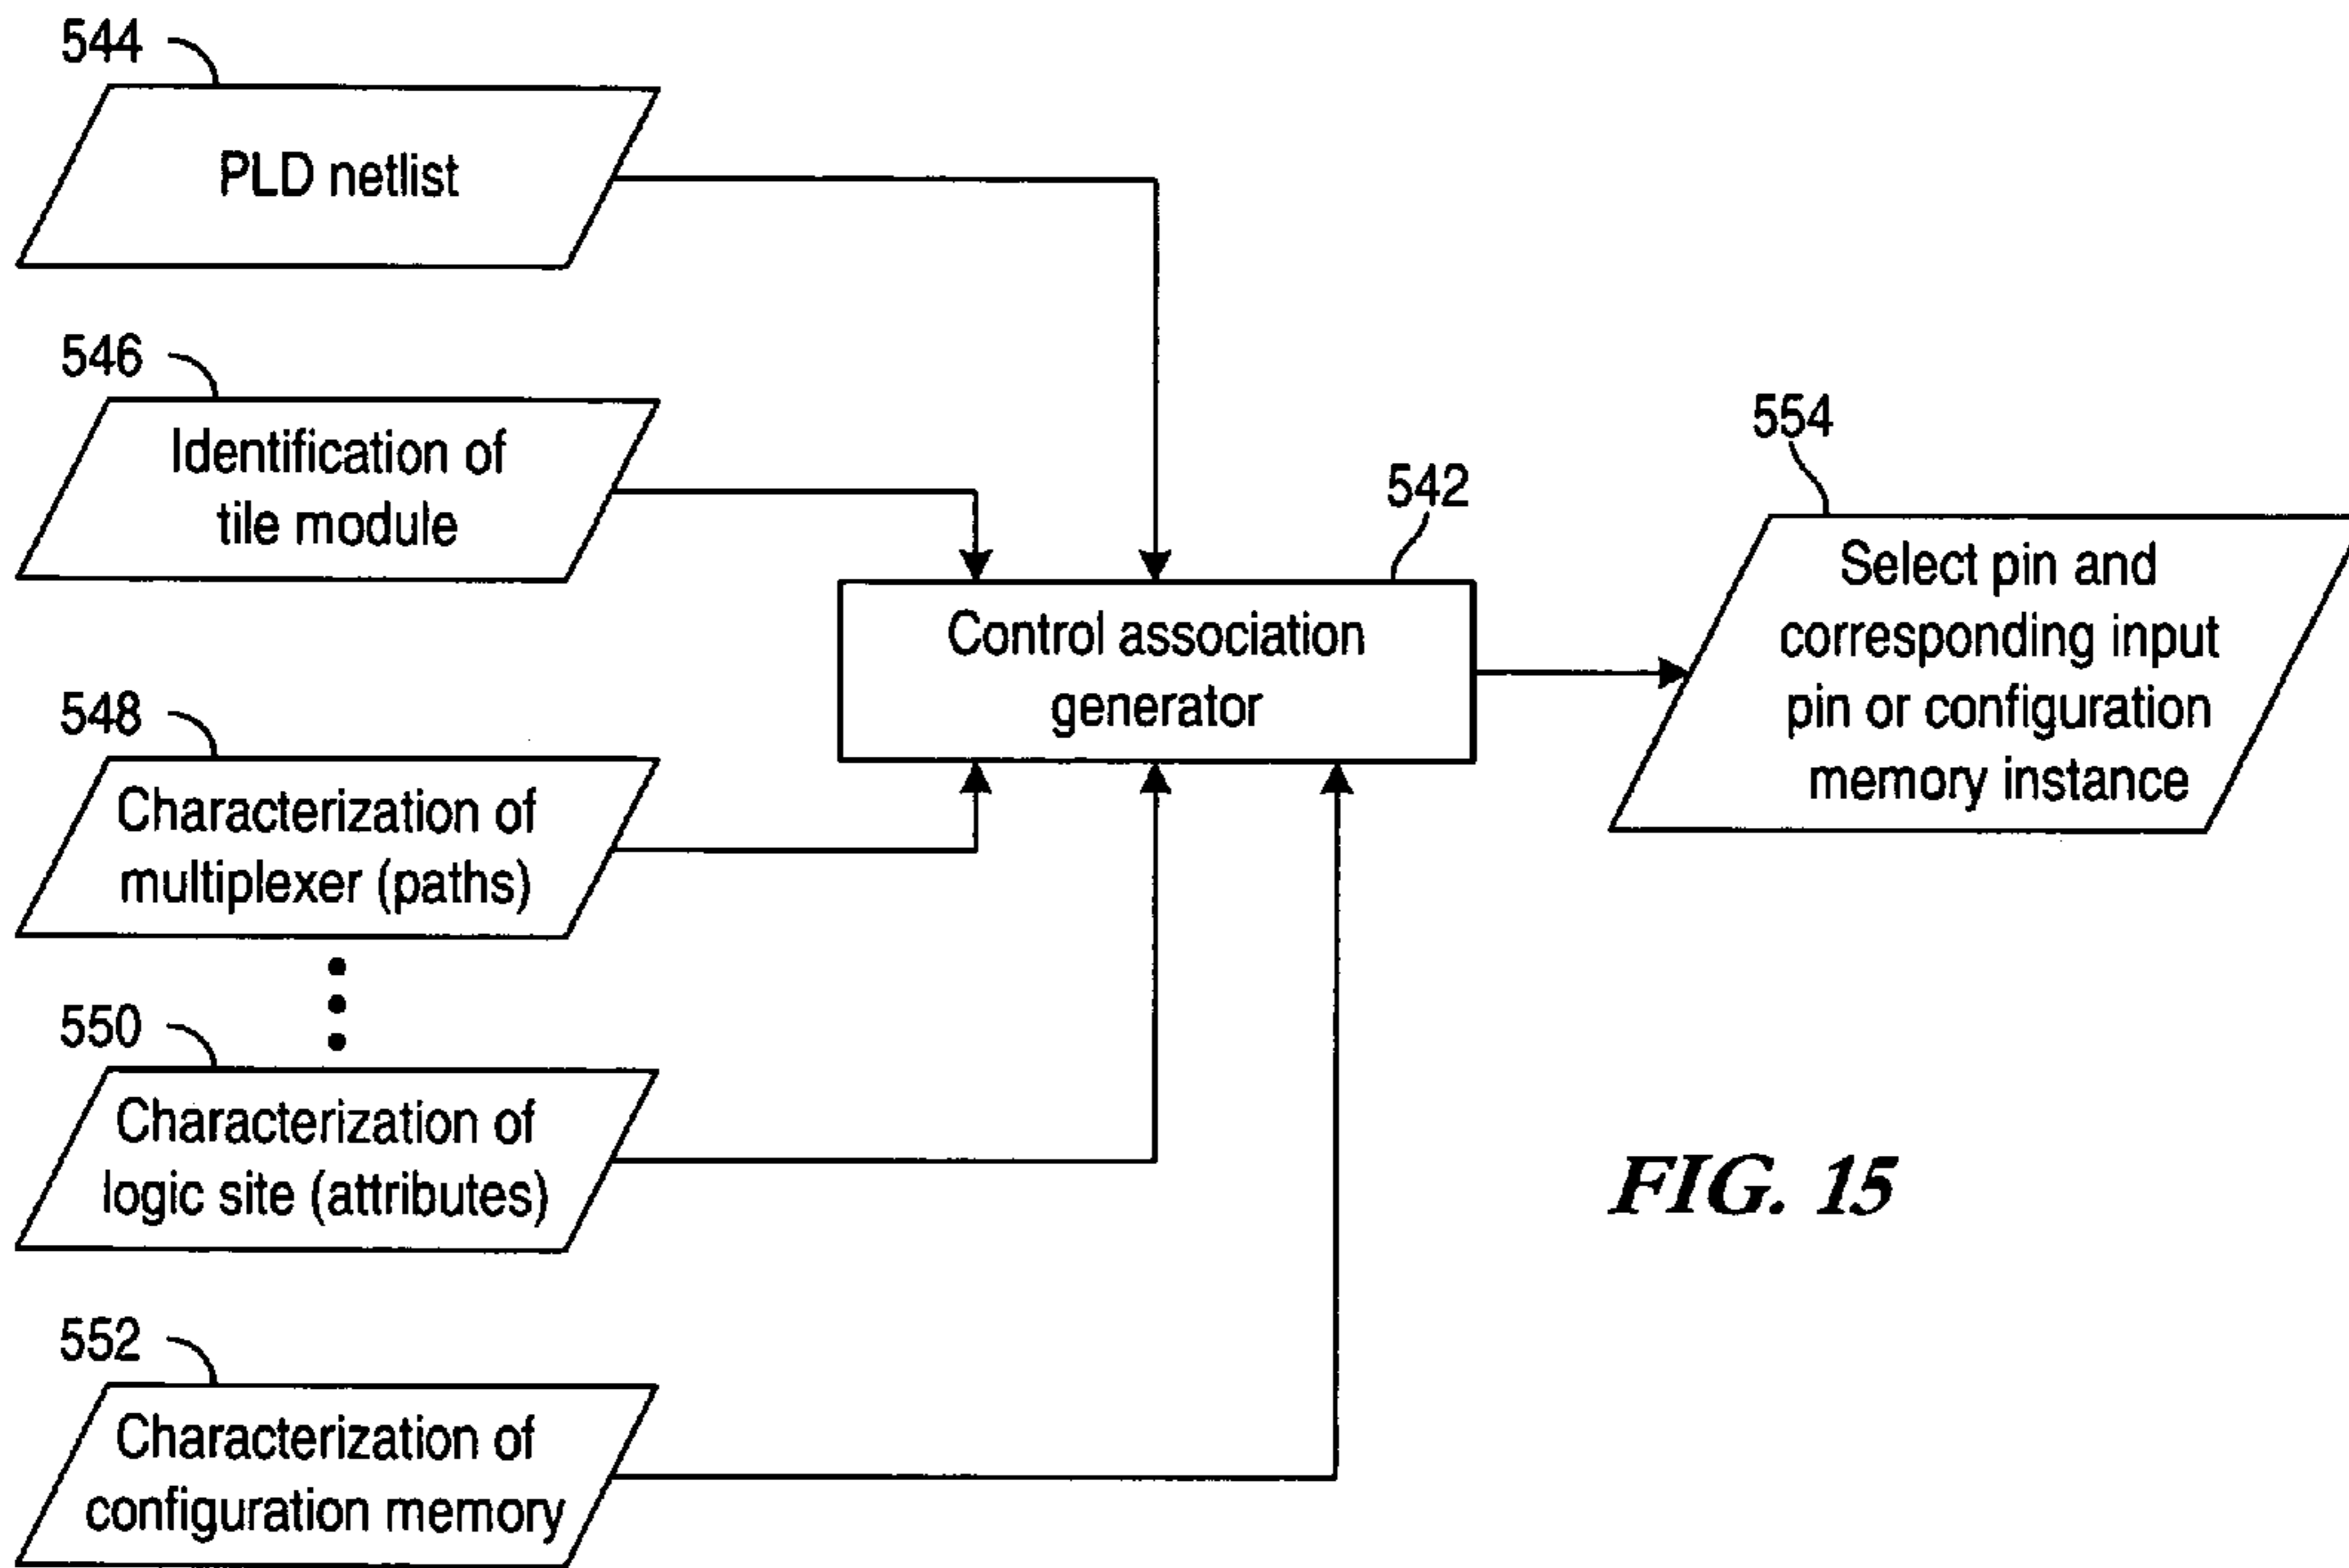 544
PLD netlist
546
Identification of
tile module
548
Characterization of
multiplexer (paths)
550
Characterization of
logic site (attributes)
552
Characterization of
configuration memory
542
Control association
generator
554
Select pin and
corresponding input
pin or configuration
memory instance
FIG. 15